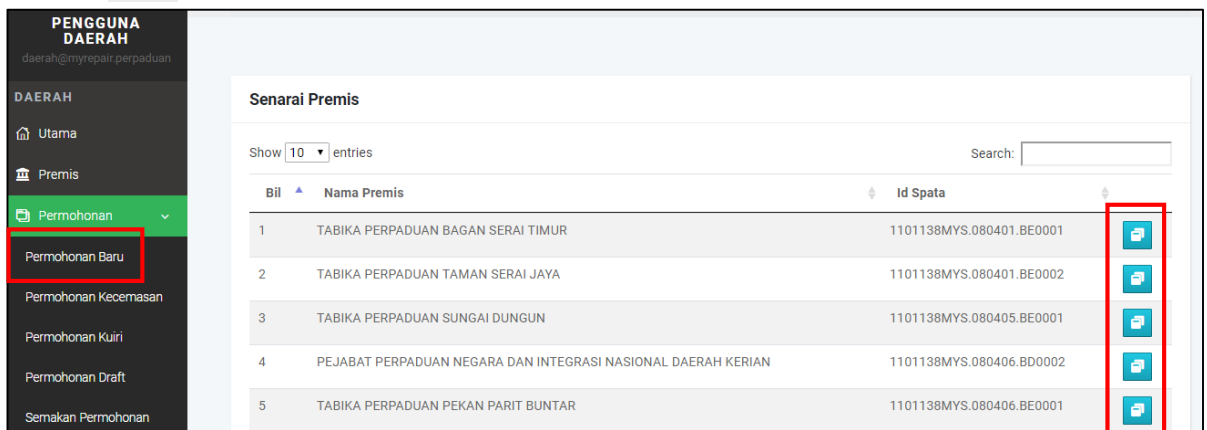 PENGGUNA
DAERAH
daerah@myrepair.perpaduan
DAERAH
Utama
Premis
Permohonan
Permohonan Baru
Permohonan Kecemasan
Permohonan Kuiri
Permohonan Draft
Semakan Permohonan
Senarai Premis
Show 10 entries Search:
Bil Nama Premis Id Spata
1 TABIKA PERPADUAN BAGAN SERAI TIMUR 1101138MYS.080401.BE0001
2 TABIKA PERPADUAN TAMAN SERAI JAYA 1101138MYS.080401.BE0002
3 TABIKA PERPADUAN SUNGAI DUNGUN 1101138MYS.080405.BE0001
4 PEJABAT PERPADUAN NEGARA DAN INTEGRASI NASIONAL DAERAH KERIAN 1101138MYS.080406.BD0002
5 TABIKA PERPADUAN PEKAN PARIT BUNTAR 1101138MYS.080406.BE0001